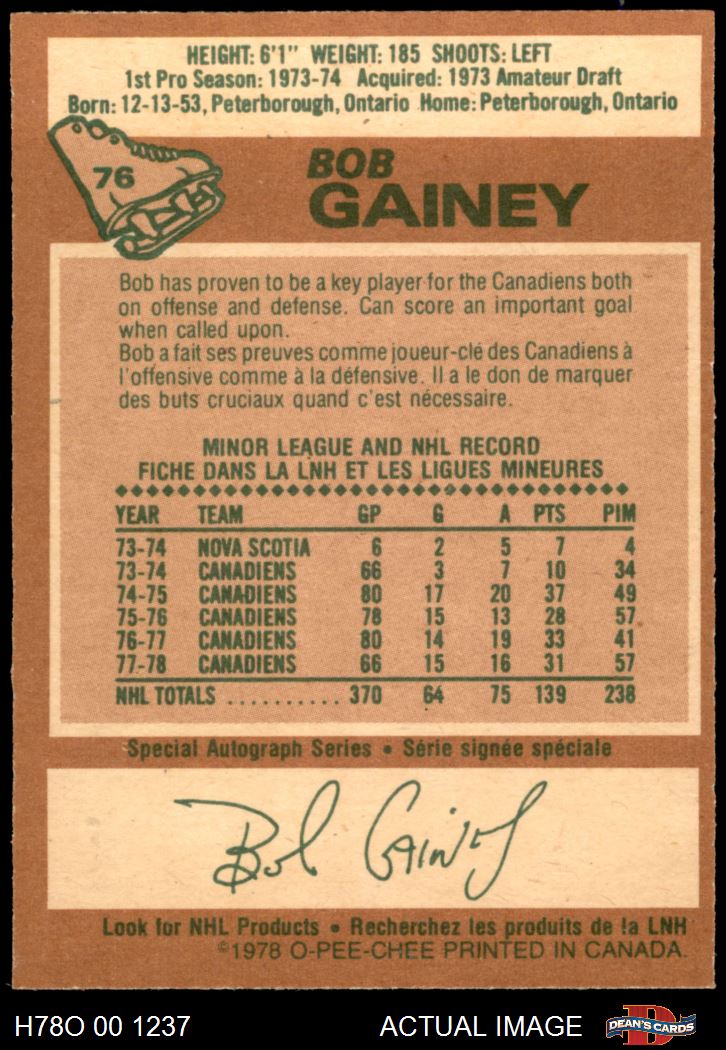 HEIGHT: 6'1" WEIGHT: 185 SHOOTS: LEFT
1st Pro Season: 1973-74 Acquired: 1973 Amateur Draft
Born: 12-13-53, Peterborough, Ontario Home: Peterborough, Ontario
76
BOB
GAINEY
Bob has proven to be a key player for the Canadiens both
on offense and defense. Can score an important goal
when called upon.
Bob a fait ses preuves comme joueur-clé des Canadiens à
l'offensive comme à la défensive. Il a le don de marquer
des buts cruciaux quand c'est nécessaire.
MINOR LEAGUE AND NHL RECORD
FICHE DANS LA LNH ET LES LIGUES MINEURES
YEAR TEAM GP G A PTS PIM
73-74 NOVA SCOTIA 6 2 5 7 4
73-74 CANADIENS 66 3 7 10 34
74-75 CANADIENS 80 17 20 37 49
75-76 CANADIENS 78 15 13 28 57
76-77 CANADIENS 80 14 19 33 41
77-78 CANADIENS 66 15 16 31 57
NHL TOTALS .......... 370 64 75 139 238
Special Autograph Series • Série signée spéciale
Bob Gainey
Look for NHL Products • Recherchez les produits de la LNH
©1978 O-PEE-CHEE PRINTED IN CANADA.
H78O 00 1237 ACTUAL IMAGE D DEAN'S CARDS